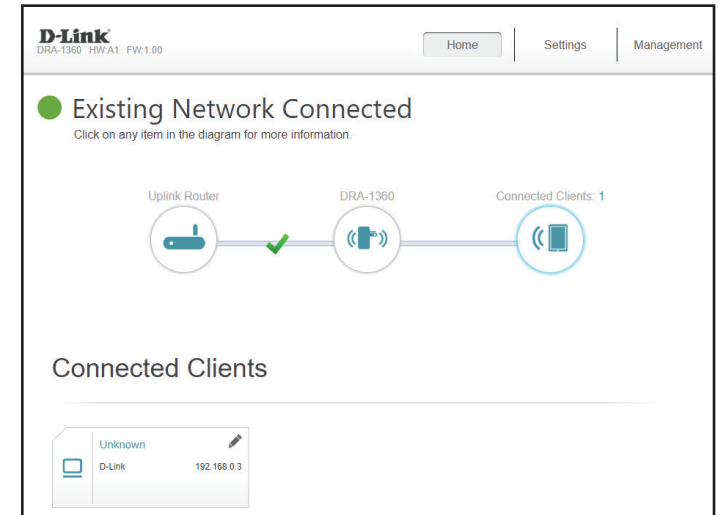 D-Link
DRA-1360 HW:A1 FW:1.00
Home Settings Management
Existing Network Connected
Click on any item in the diagram for more information.
Uplink Router DRA-1360 Connected Clients: 1
Connected Clients
Unknown
D-Link 192.168.0.3